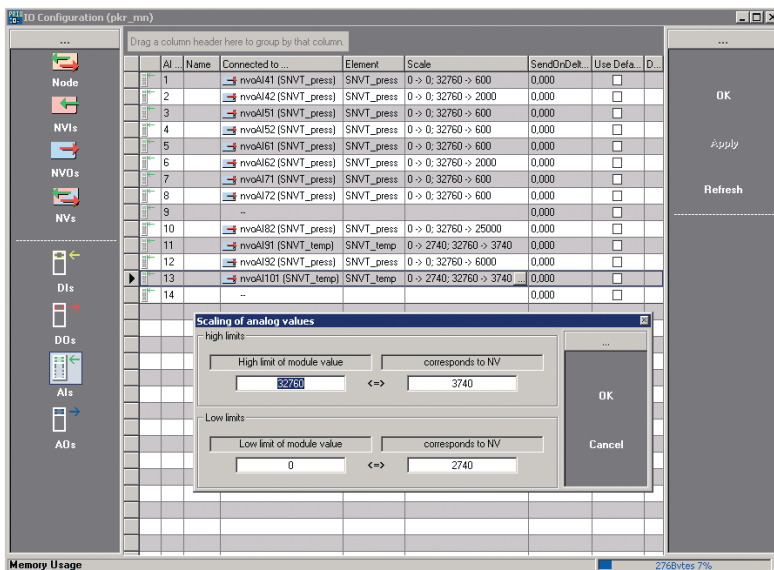 PRIO IO IO Configuration (pkr_mn)
...
Node
NVIs
NVOs
NVs
DIs
DOs
AIs
AOs
Drag a column header here to group by that column.
AI ... Name Connected to ... Element Scale SendOnDelt... Use Defa... D...
1 nvoAI41 (SNVT_press) SNVT_press 0 -> 0; 32760 -> 600 0,000
2 nvoAI42 (SNVT_press) SNVT_press 0 -> 0; 32760 -> 2000 0,000
3 nvoAI51 (SNVT_press) SNVT_press 0 -> 0; 32760 -> 600 0,000
4 nvoAI52 (SNVT_press) SNVT_press 0 -> 0; 32760 -> 600 0,000
5 nvoAI61 (SNVT_press) SNVT_press 0 -> 0; 32760 -> 600 0,000
6 nvoAI62 (SNVT_press) SNVT_press 0 -> 0; 32760 -> 2000 0,000
7 nvoAI71 (SNVT_press) SNVT_press 0 -> 0; 32760 -> 600 0,000
8 nvoAI72 (SNVT_press) SNVT_press 0 -> 0; 32760 -> 600 0,000
9 -- 0,000
10 nvoAI82 (SNVT_press) SNVT_press 0 -> 0; 32760 -> 25000 0,000
11 nvoAI91 (SNVT_temp) SNVT_temp 0 -> 2740; 32760 -> 3740 0,000
12 nvoAI92 (SNVT_press) SNVT_press 0 -> 0; 32760 -> 6000 0,000
13 nvoAI101 (SNVT_temp) SNVT_temp 0 -> 2740; 32760 -> 3740 ... 0,000
14 -- 0,000
Scaling of analog values
high limits
High limit of module value corresponds to NV
32760 <=> 3740
Low limits
Low limit of module value corresponds to NV
0 <=> 2740
...
OK
Cancel
...
OK
Apply
Refresh
Memory Usage 276Bytes 7%